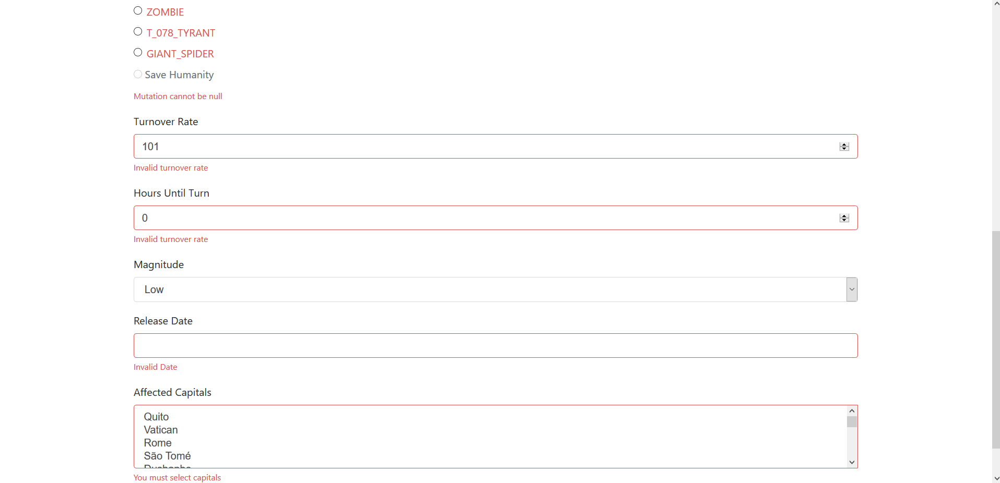 ZOMBIE
T_078_TYRANT
GIANT_SPIDER
Save Humanity
Mutation cannot be null
Turnover Rate
101
Invalid turnover rate
Hours Until Turn
0
Invalid turnover rate
Magnitude
Low
Release Date
Invalid Date
Affected Capitals
Quito
Vatican
Rome
São Tomé
You must select capitals